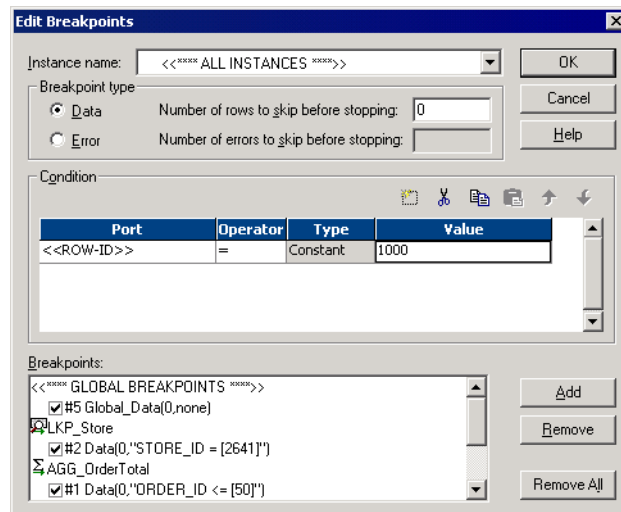 Edit Breakpoints
Instance name: <<**** ALL INSTANCES ****>> OK
Breakpoint type
Cancel
Data Number of rows to skip before stopping: 0
Error Number of errors to skip before stopping:
Help
Condition
Port Operator Type Value
<<ROW-ID>> = Constant 1000
Breakpoints:
<<**** GLOBAL BREAKPOINTS ****>>
#5 Global_Data(0,none)
Add
LKP_Store
#2 Data(0,"STORE_ID = [2641]")
Remove
AGG_OrderTotal
#1 Data(0,"ORDER_ID <= [50]")
Remove All